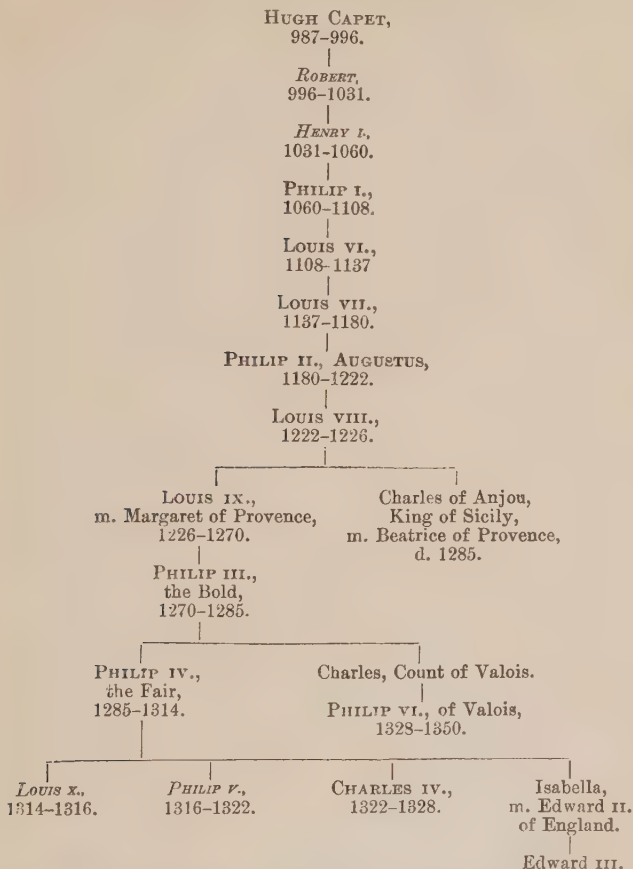 HUGH CAPET,
987-996.
ROBERT,
996-1031.
HENRY I.,
1031-1060.
PHILIP I.,
1060-1108.
LOUIS VI.,
1108-1137
LOUIS VII.,
1137-1180.
PHILIP II., AUGUSTUS,
1180-1222.
LOUIS VIII.,
1222-1226.
LOUIS IX.,
m. Margaret of Provence,
1226-1270.
Charles of Anjou,
King of Sicily,
m. Beatrice of Provence,
d. 1285.
PHILIP III.,
the Bold,
1270-1285.
PHILIP IV.,
the Fair,
1285-1314.
Charles, Count of Valois.
PHILIP VI., of Valois,
1328-1350.
LOUIS X.,
1314-1316.
PHILIP V.,
1316-1322.
CHARLES IV.,
1322-1328.
Isabella,
m. Edward II.
of England.
Edward III.